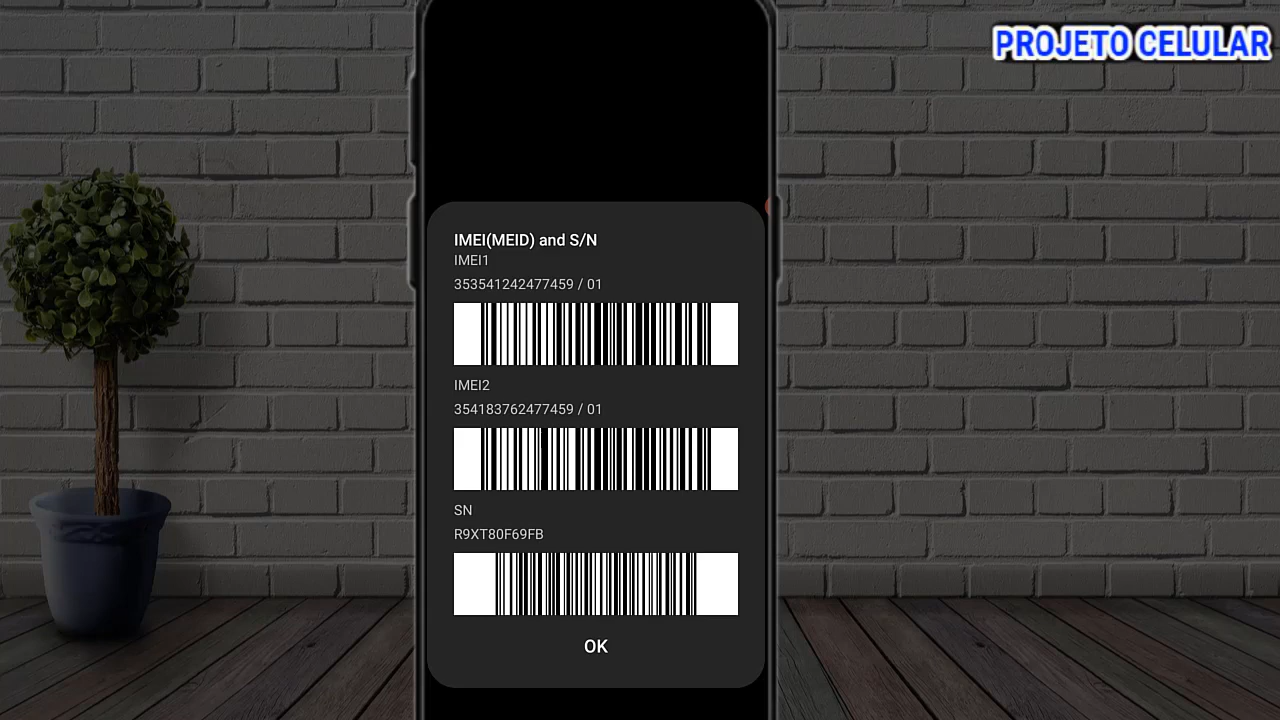 PROJETO CELULAR
IMEI(MEID) and S/N
IMEI1
353541242477459 / 01
IMEI2
354183762477459 / 01
SN
R9XT80F69FB
OK